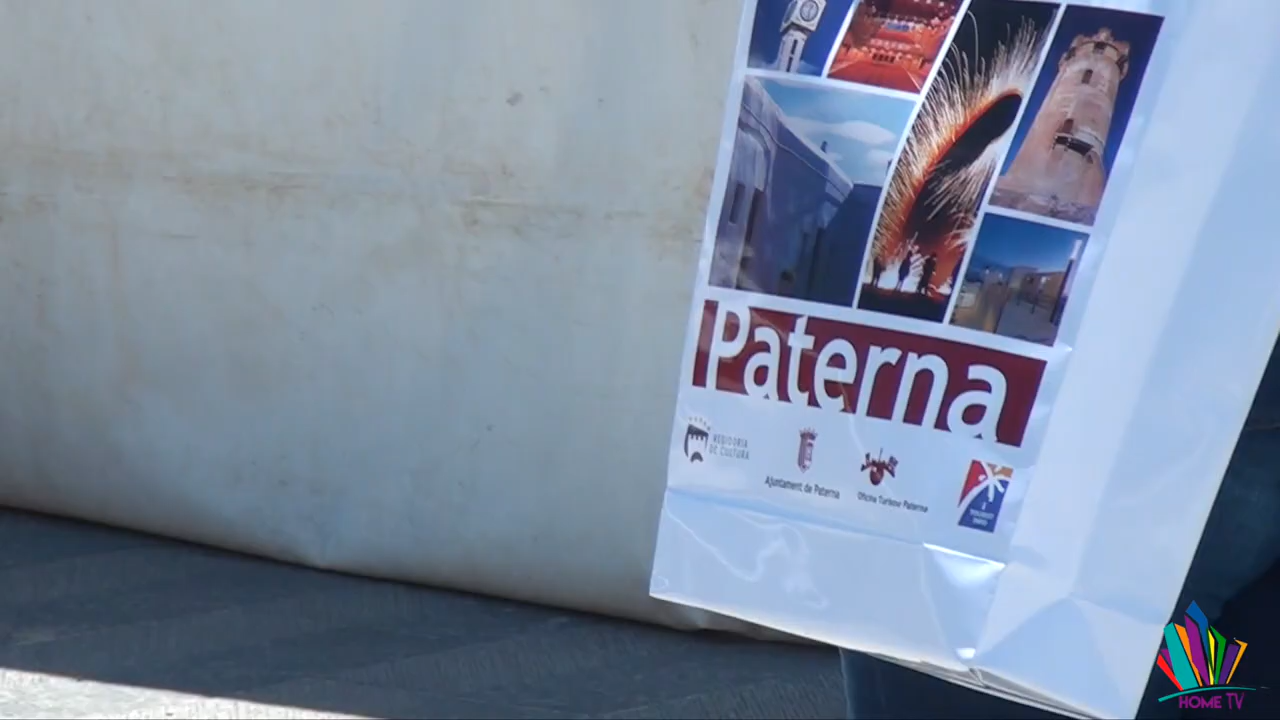 Paterna
REGIDORIA
DE CULTURA
Ajuntament de Paterna
Oficina Turisme Paterna
HOME TV